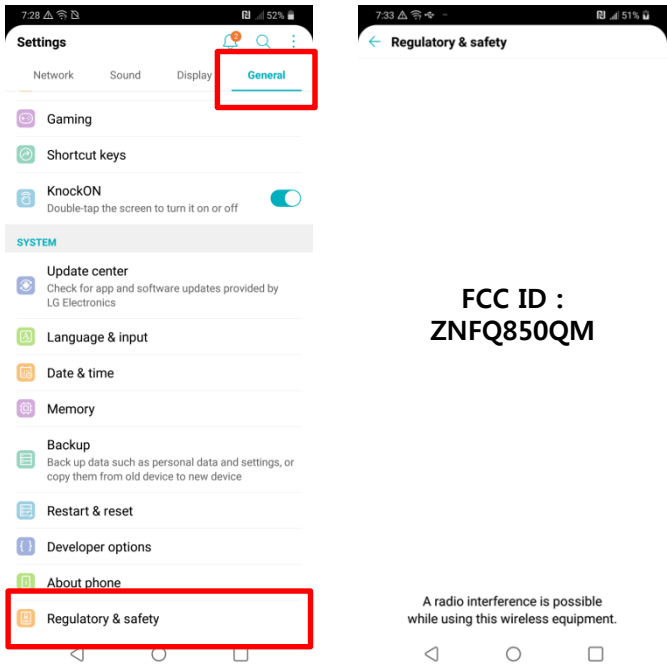 7:28
52%
Settings
2
Network Sound Display General
Gaming
Shortcut keys
KnockON
Double-tap the screen to turn it on or off
SYSTEM
Update center
Check for app and software updates provided by
LG Electronics
Language & input
Date & time
Memory
Backup
Back up data such as personal data and settings, or
copy them from old device to new device
Restart & reset
Developer options
About phone
Regulatory & safety
7:33
51%
Regulatory & safety
FCC ID :
ZNFQ850QM
A radio interference is possible
while using this wireless equipment.